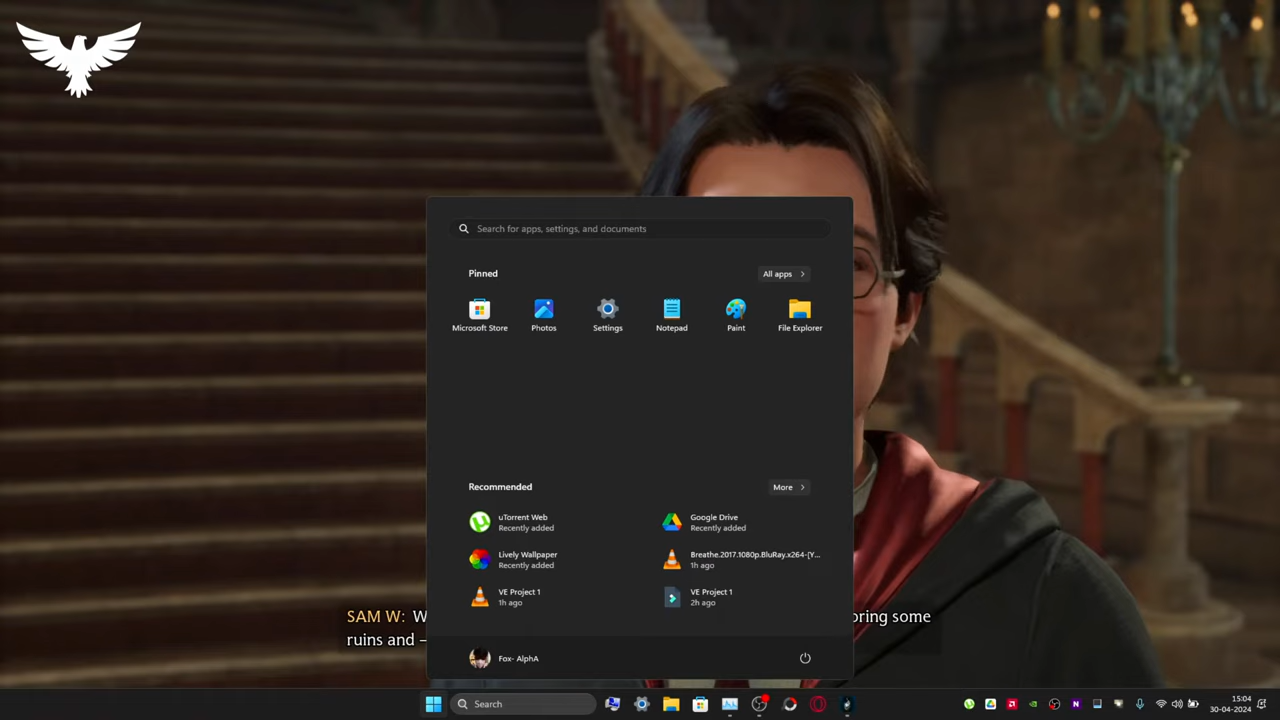 Search for apps, settings, and documents
Pinned
All apps
Microsoft Store
Photos
Settings
Notepad
Paint
File Explorer
Recommended
More
uTorrent Web
Recently added
Google Drive
Recently added
Lively Wallpaper
Recently added
Breathe.2017.1080p.BluRay.x264-[Y...
1h ago
VE Project 1
1h ago
VE Project 1
2h ago
SAM W: W
oring some
ruins and –
Fox- AlphA
Search
15:04
30-04-2024